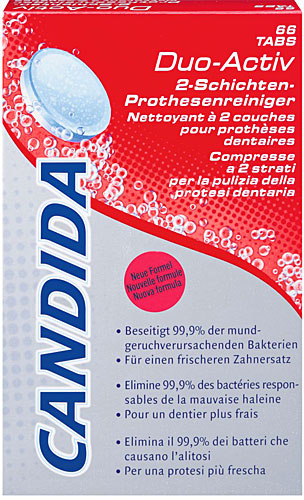 66
TABS
Duo-Activ
2-Schichten-
Prothesenreiniger
Nettoyant à 2 couches
pour prothèses
dentaires
Compresse
a 2 strati
per la pulizia della
protesi dentaria
CANDIDA
Neue Formel
Nouvelle formule
Nuova formula
• Beseitigt 99,9% der mund-
geruchverursachenden Bakterien
• Für einen frischeren Zahnersatz
• Elimine 99,9% des bactéries respon-
sables de la mauvaise haleine
• Pour un dentier plus frais
• Elimina il 99,9% dei batteri che
causano l'alitosi
• Per una protesi più fresca